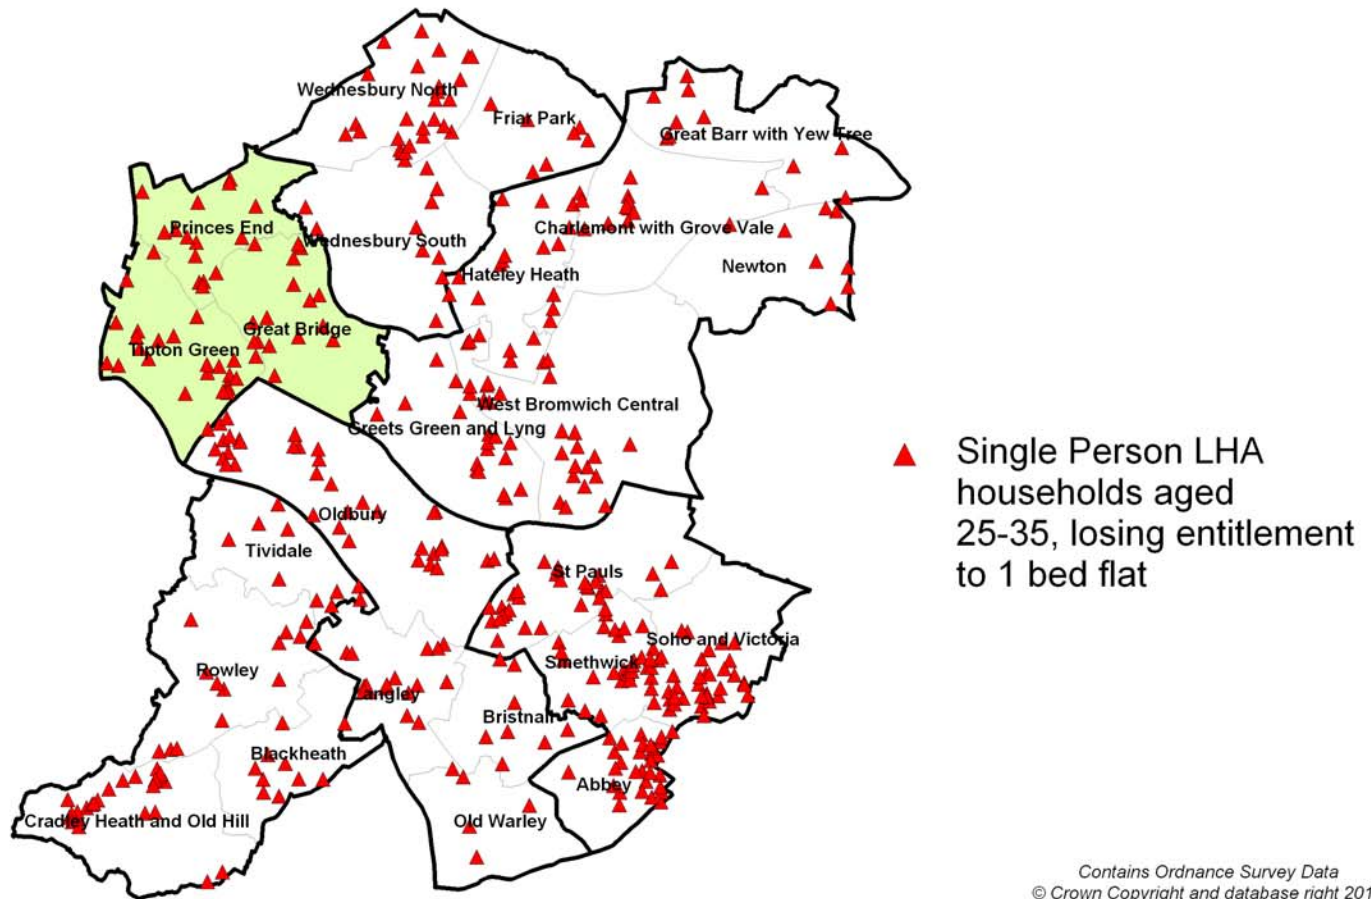 Wednesbury North
Friar Park
Great Barr with Yew Tree
Princes End
Wednesbury South
Charlemont with Grove Vale
Hateley Heath
Newton
Great Bridge
Tipton Green
West Bromwich Central
Greets Green and Lyng
Single Person LHA
households aged
25-35, losing entitlement
to 1 bed flat
Oldbury
Tividale
St Pauls
Soho and Victoria
Smethwick
Rowley
Langley
Bristnall
Blackheath
Abbey
Cradley Heath and Old Hill
Old Warley
Contains Ordnance Survey Data
© Crown Copyright and database right 201